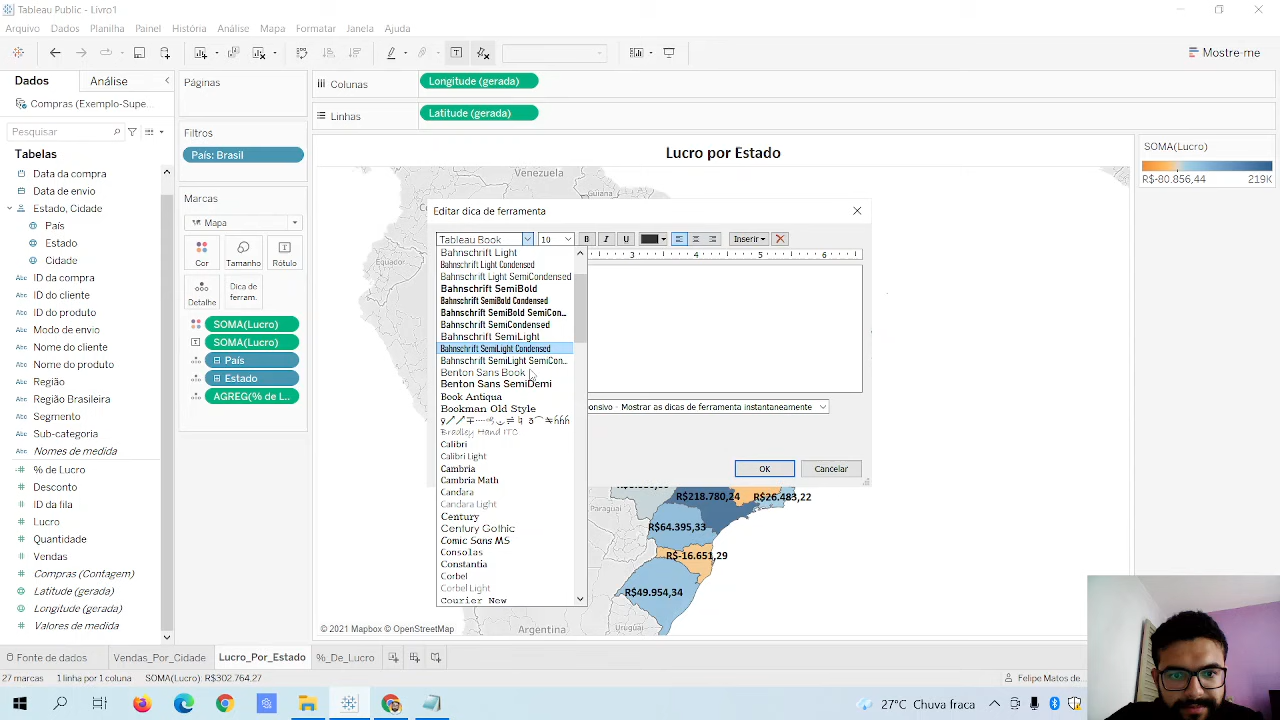 Tableau Public - Livro1
Arquivo Dados Planilha Painel História Análise Mapa Formatar Janela Ajuda
Mostre-me
Dados Análise
Compras (Exemplo-Supe...
Pesquisar
Tabelas
Data da compra
Data de envio
Estado, Cidade
País
Estado
Cidade
ID da compra
ID do cliente
ID do produto
Modo de envio
Nome do cliente
Nome do produto
Região
Região Brasileira
Segmento
Sub-categoria
Nomes de medida
% de Lucro
Desconto
ID da fila
Lucro
Quantidade
Vendas
Compras (Contagem)
Latitude (gerada)
Longitude (gerada)
Valores de medida
Páginas
Filtros
País: Brasil
Marcas
Mapa
Cor Tamanho Rótulo
Detalhe
Dica de
ferram.
SOMA(Lucro)
SOMA(Lucro)
País
Estado
AGREG(% de L..
Colunas
Longitude (gerada)
Linhas
Latitude (gerada)
Lucro por Estado
Venezuela
Guiana
Equador
Editar dica de ferramenta
Tableau Book
10
B I U
Inserir
3 4 5 6
Bahnschrift Light
Bahnschrift Light Condensed
Bahnschrift Light SemiCondensed
Bahnschrift SemiBold
Bahnschrift SemiBold Condensed
Bahnschrift SemiBold SemiCon...
Bahnschrift SemiCondensed
Bahnschrift SemiLight
Bahnschrift SemiLight Condensed
Bahnschrift SemiLight SemiCon...
Benton Sans Book
Benton Sans SemiDemi
Book Antiqua
Bookman Old Style
Bradley Hand ITC
Calibri
Calibri Light
Cambria
Cambria Math
Candara
Candara Light
Century
Century Gothic
Comic Sans MS
Consolas
Constantia
Corbel
Corbel Light
Courier New
onsivo - Mostrar as dicas de ferramenta instantaneamente
OK Cancelar
R$218.780,24
R$26.483,22
Paraguai
R$64.395,33
R$-16.651,29
R$49.954,34
Uruguai
Argentina
© 2021 Mapbox © OpenStreetMap
SOMA(Lucro)
R$-80.856,44 219K
Fonte de dados Vendas_Por_Cidade Lucro_Por_Estado %_De_Lucro
27 marcas 1 linha por 1 coluna SOMA(Lucro): R$302.764,27
Felipe Matos de...
27°C Chuva fraca